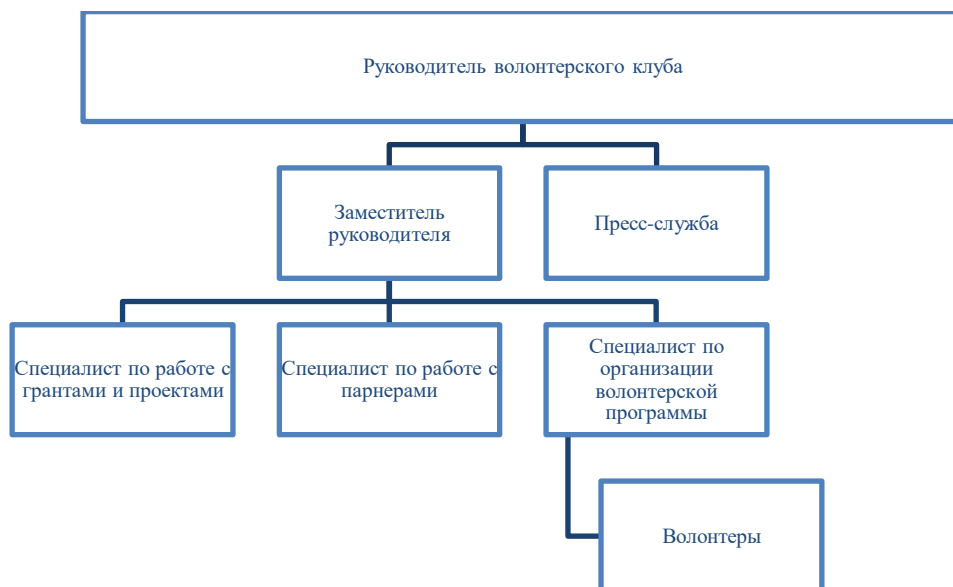 Руководитель волонтерского клуба
Заместитель
руководителя
Пресс-служба
Специалист по работе с
грантами и проектами
Специалист по работе с
парнерами
Специалист по
организации
волонтерской
программы
Волонтеры